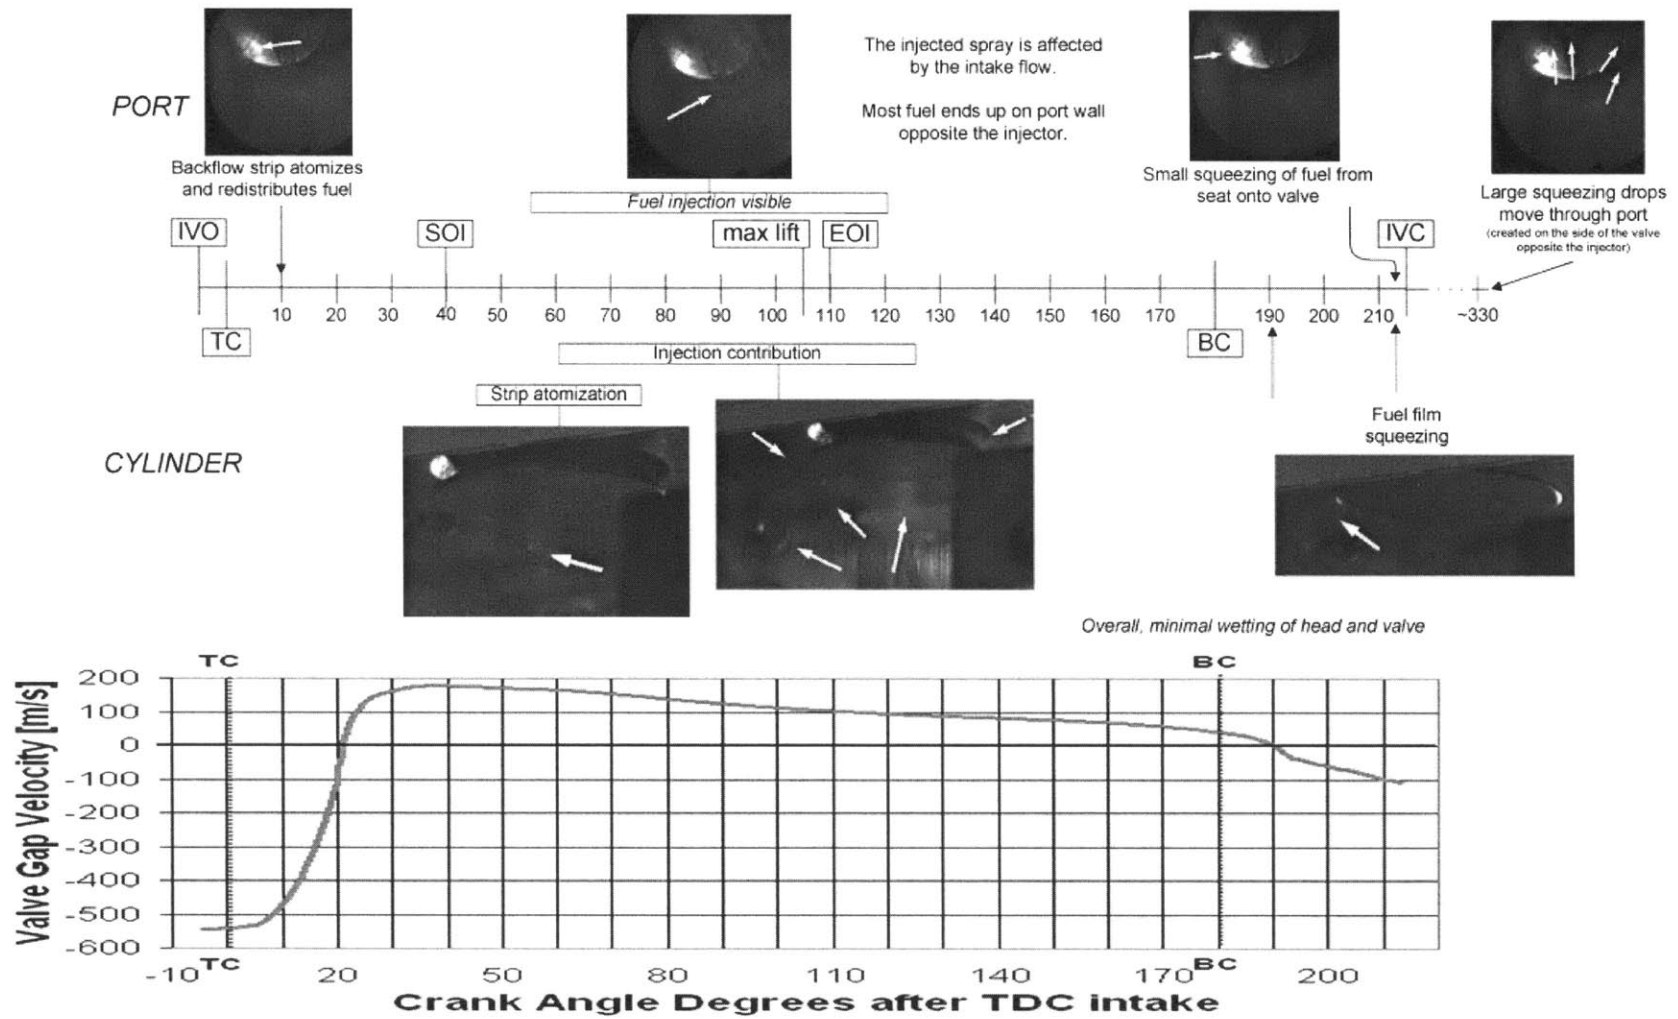 The injected spray is affected
by the intake flow.
Most fuel ends up on port wall
opposite the injector.
PORT
Backflow strip atomizes
and redistributes fuel
Small squeezing of fuel from
seat onto valve
Large squeezing drops
move through port
(created on the side of the valve
opposite the injector)
Fuel injection visible
IVO
SOI
max lift
EOI
IVC
10 20 30 40 50 60 70 80 90 100 110 120 130 140 150 160 170 190 200 210 ~330
TC
BC
Injection contribution
Strip atomization
Fuel film
squeezing
CYLINDER
Overall, minimal wetting of head and valve
TC BC
Valve Gap Velocity [m/s]
200
100
0
-100
-200
-300
-400
-500
-600
-10 TC 20 50 80 110 140 170 BC 200
Crank Angle Degrees after TDC intake